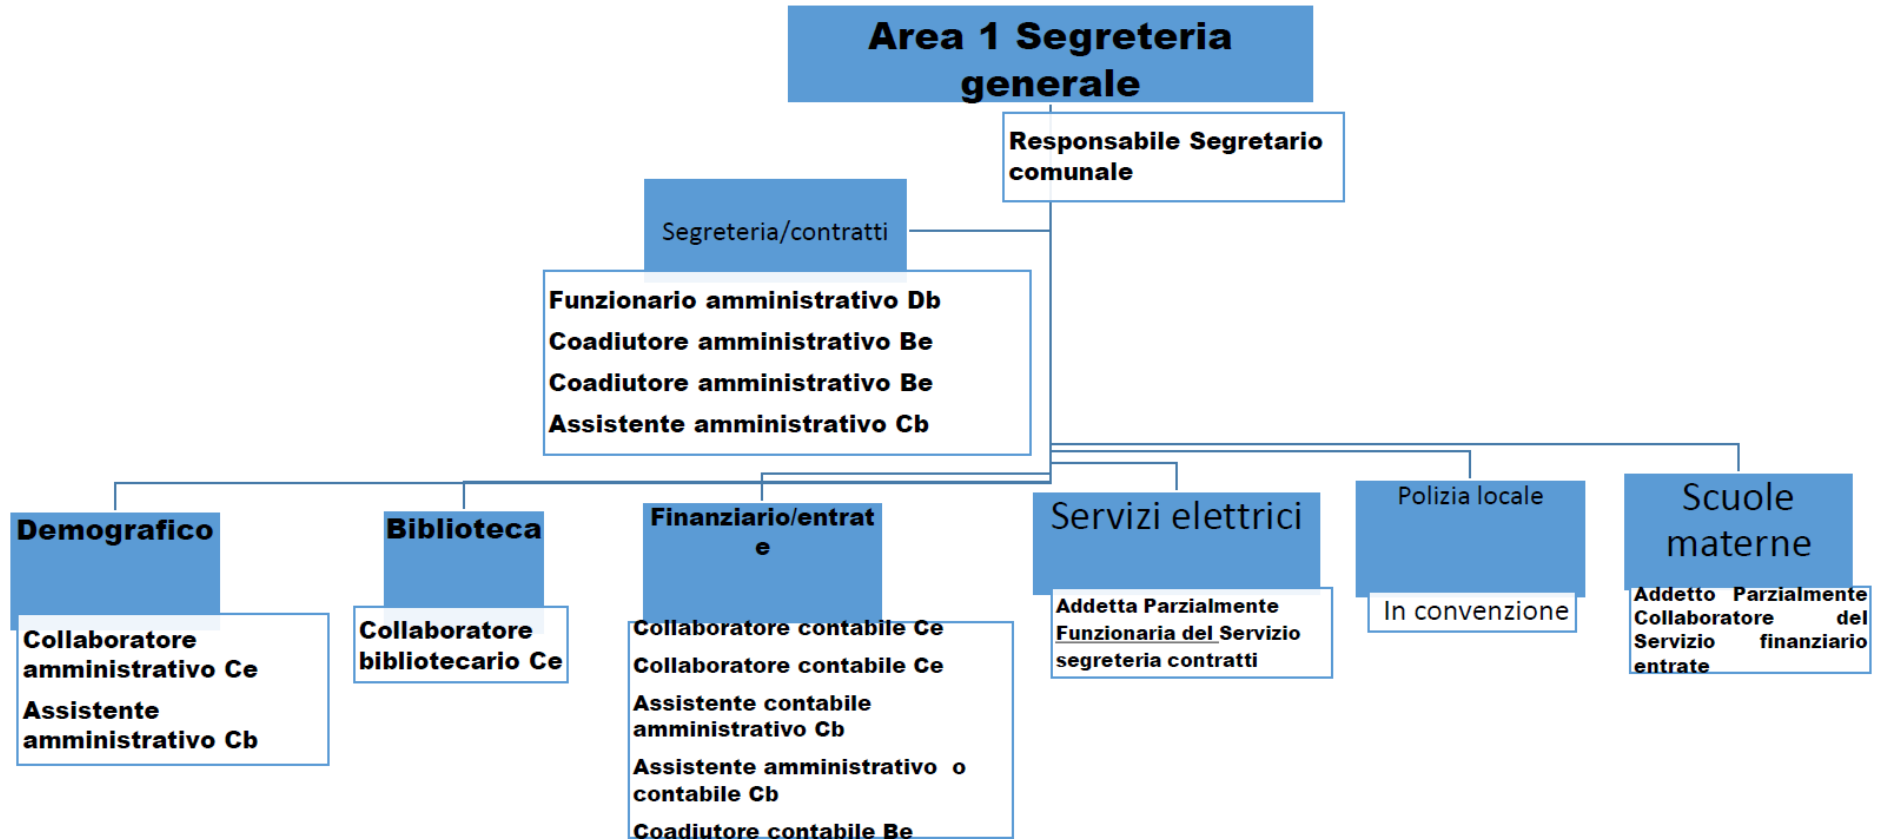 Area 1 Segreteria
generale
Responsabile Segretario
comunale
Segreteria/contratti
Funzionario amministrativo Db
Coadiutore amministrativo Be
Coadiutore amministrativo Be
Assistente amministrativo Cb
Demografico
Collaboratore
amministrativo Ce
Assistente
amministrativo Cb
Biblioteca
Collaboratore
bibliotecario Ce
Finanziario/entrat
e
Collaboratore contabile Ce
Collaboratore contabile Ce
Assistente contabile
amministrativo Cb
Assistente amministrativo o
contabile Cb
Coadiutore contabile Be
Servizi elettrici
Addetta Parzialmente
Funzionaria del Servizio
segreteria contratti
Polizia locale
In convenzione
Scuole
materne
Addetto Parzialmente
Collaboratore del
Servizio finanziario
entrate